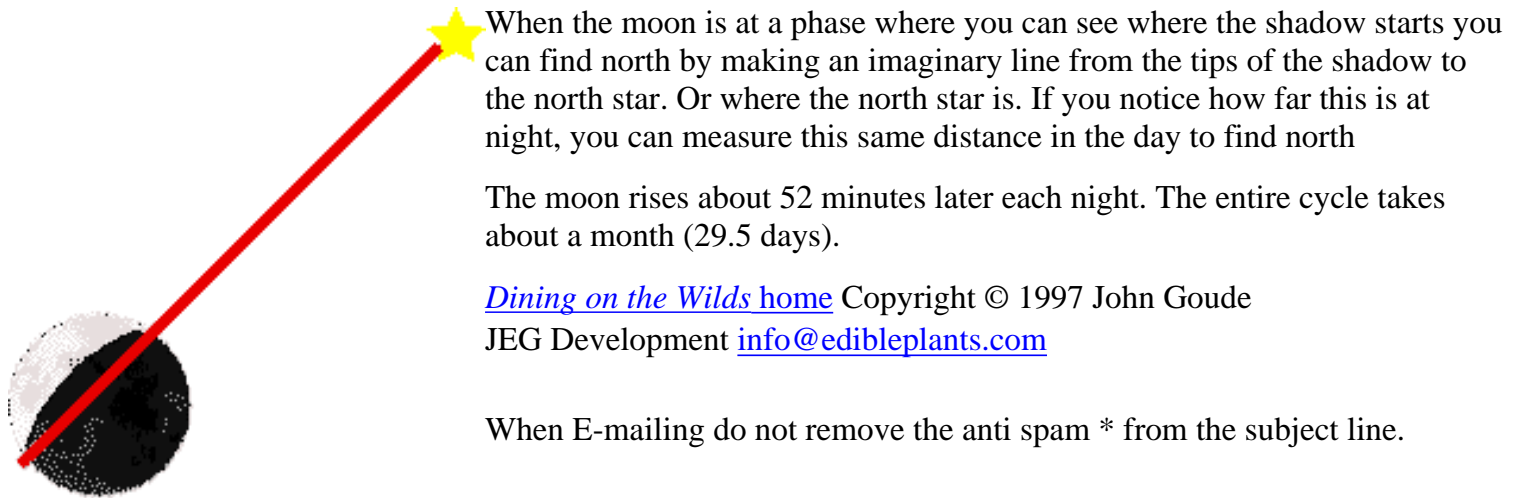 When the moon is at a phase where you can see where the shadow starts you
can find north by making an imaginary line from the tips of the shadow to
the north star. Or where the north star is. If you notice how far this is at
night, you can measure this same distance in the day to find north
The moon rises about 52 minutes later each night. The entire cycle takes
about a month (29.5 days).
Dining on the Wilds home Copyright © 1997 John Goude
JEG Development info@edibleplants.com
When E-mailing do not remove the anti spam * from the subject line.